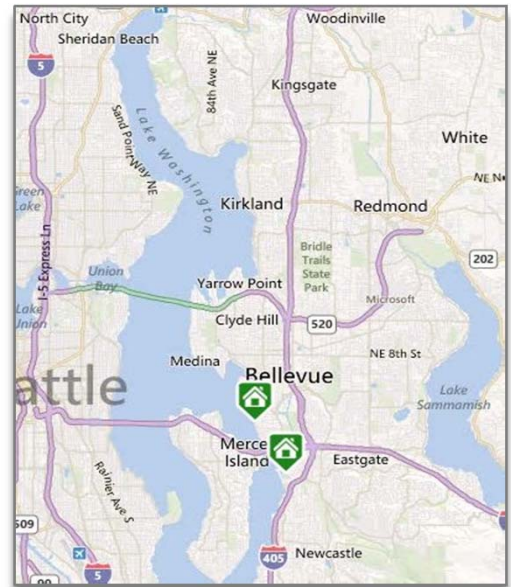 North City
Woodinville
Sheridan Beach
5
84th Ave NE
Kingsgate
Sand Point Way NE
Lake Washington
White
NE N
Green
Lake
Kirkland
Redmond
I-5 Express Ln
Bridle
Trails
State
Park
202
Union
Bay
Yarrow Point
Microsoft
Lake
Union
Clyde Hill
520
NE 8th St
Medina
Bellevue
attle
Lake
Sammamish
Merce
Island
Eastgate
Rainier Ave S
509
405
Newcastle
5